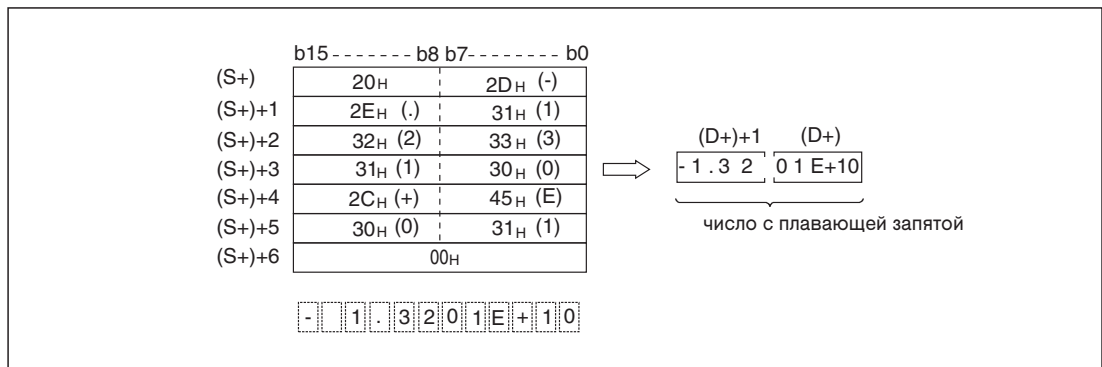 b15 - - - - - - - b8 b7- - - - - - - - b0
(S+) 20H 2DH (-)
(S+)+1 2EH (.) 31H (1)
(S+)+2 32H (2) 33H (3)
(S+)+3 31H (1) 30H (0)
(S+)+4 2CH (+) 45H (E)
(S+)+5 30H (0) 31H (1)
(S+)+6 00H
(D+)+1 (D+)
- 1 . 3 2 0 1 E+10
число с плавающей запятой
- 1 . 3 2 0 1 E + 1 0